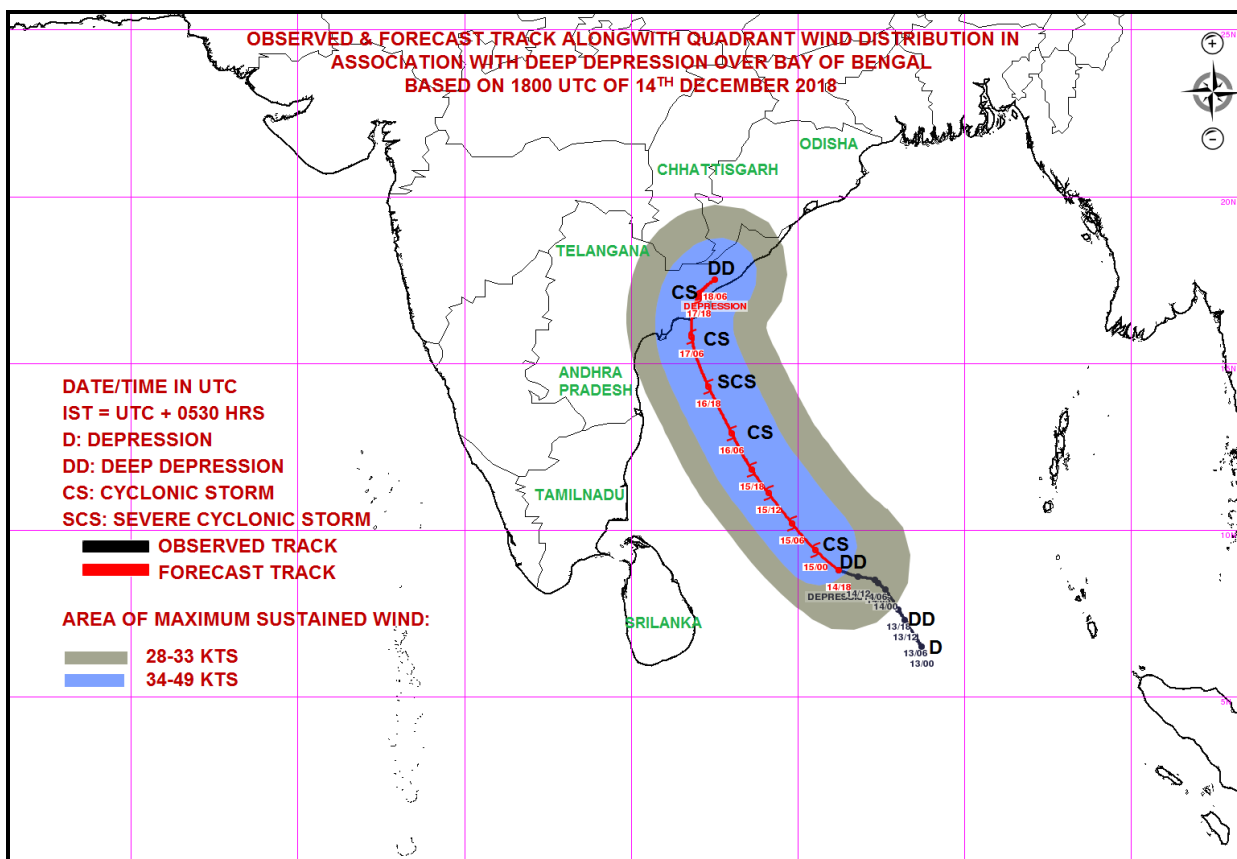 OBSERVED & FORECAST TRACK ALONGWITH QUADRANT WIND DISTRIBUTION IN
ASSOCIATION WITH DEEP DEPRESSION OVER BAY OF BENGAL
BASED ON 1800 UTC OF 14TH DECEMBER 2018
25N
ODISHA
CHHATTISGARH
20N
TELANGANA
DD
CS
18/06
DEPRESSION
17/18
CS
17/06
15N
ANDHRA
PRADESH
SCS
16/18
CS
16/06
15/18
TAMILNADU
15/12
10N
15/06
CS
15/00
DD
14/18
14/12
14/06
14/00
SRILANKA
13/18
DD
13/12
D
13/06
13/00
5N
DATE/TIME IN UTC
IST = UTC + 0530 HRS
D: DEPRESSION
DD: DEEP DEPRESSION
CS: CYCLONIC STORM
SCS: SEVERE CYCLONIC STORM
OBSERVED TRACK
FORECAST TRACK
AREA OF MAXIMUM SUSTAINED WIND:
28-33 KTS
34-49 KTS